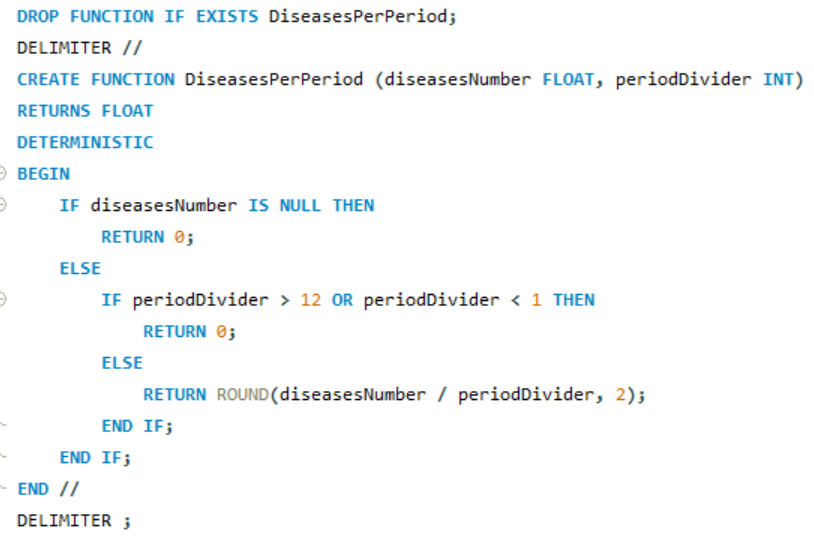 DROP FUNCTION IF EXISTS DiseasesPerPeriod;
DELIMITER //
CREATE FUNCTION DiseasesPerPeriod (diseasesNumber FLOAT, periodDivider INT)
RETURNS FLOAT
DETERMINISTIC
BEGIN
    IF diseasesNumber IS NULL THEN
        RETURN 0;
    ELSE
        IF periodDivider > 12 OR periodDivider < 1 THEN
            RETURN 0;
        ELSE
            RETURN ROUND(diseasesNumber / periodDivider, 2);
        END IF;
    END IF;
END //
DELIMITER ;